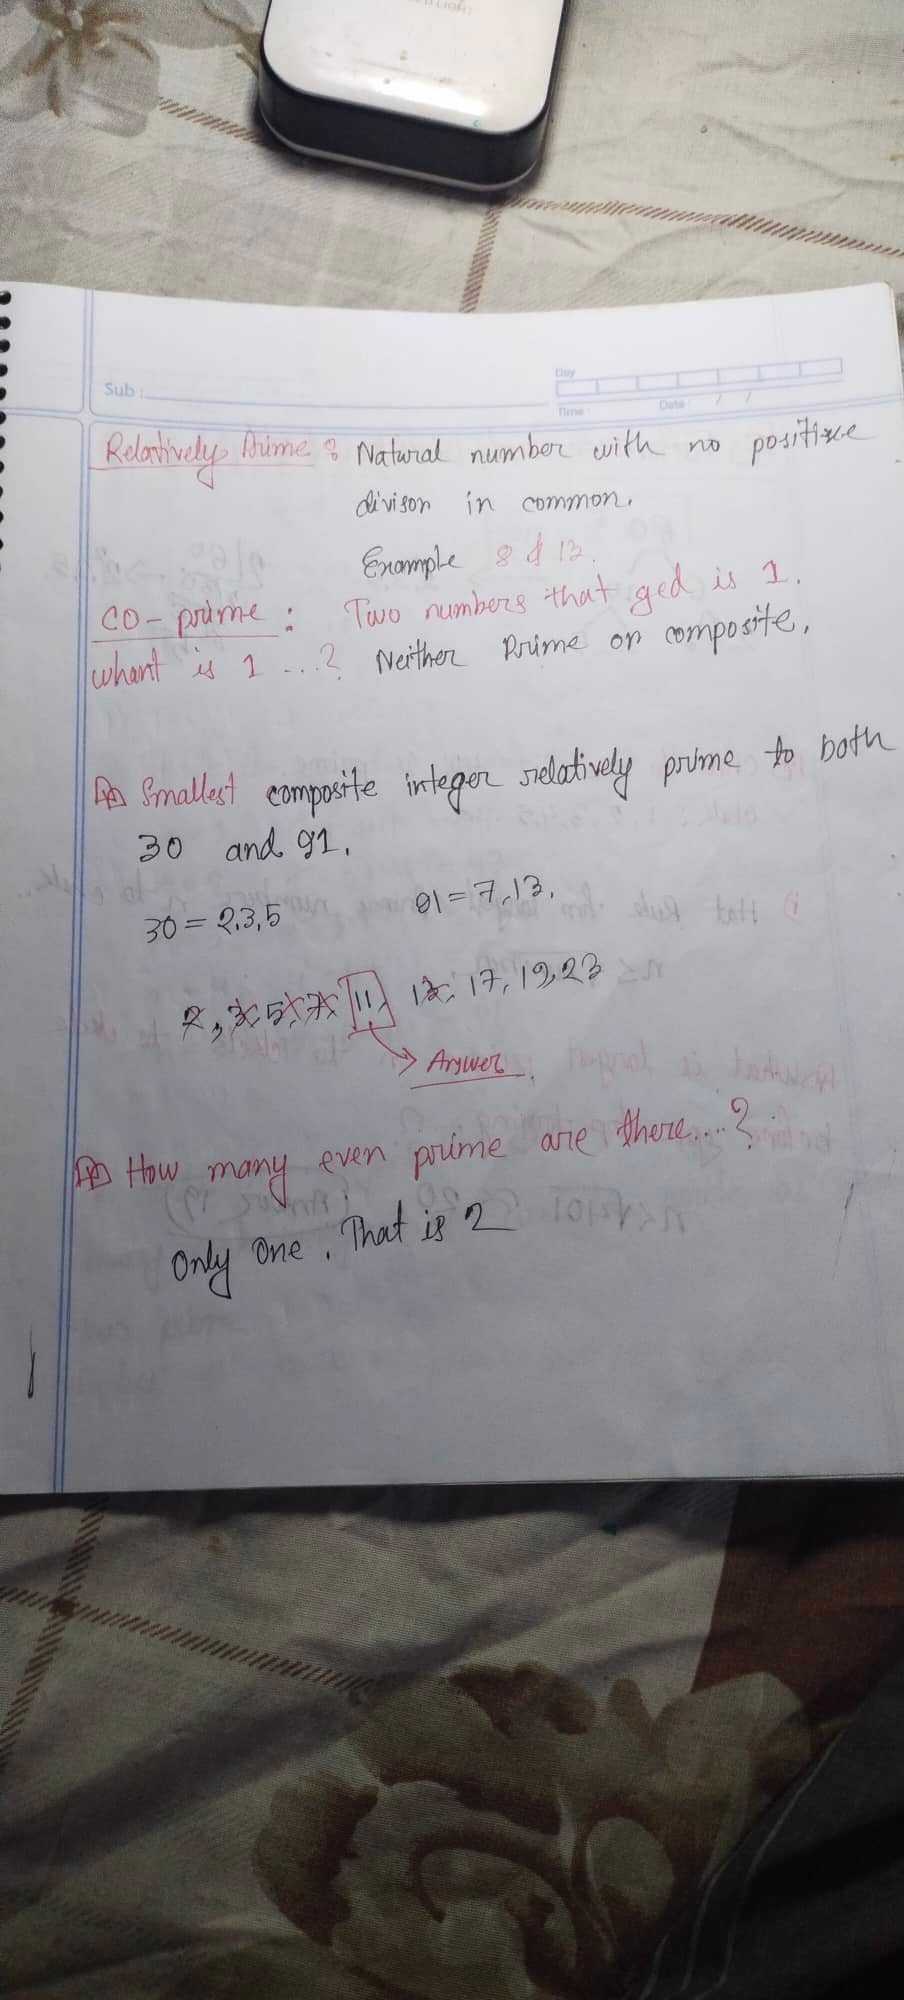 Sub :
Day
Time :
Date : / /
Relatively Prime : Natural number with no positive
divison in common.
Example 8 & 13.
CO-prime : Two numbers that gcd is 1.
whant is 1 ...? Neither Prime or composite,
Smallest composite integer relatively prime to both
30 and 91.
30 = 2,3,5 91 = 7,13.
2, 3, 5, 7, 11, 13, 17, 19, 23
Answer
How many even prime are there....?
Only One. That is 2